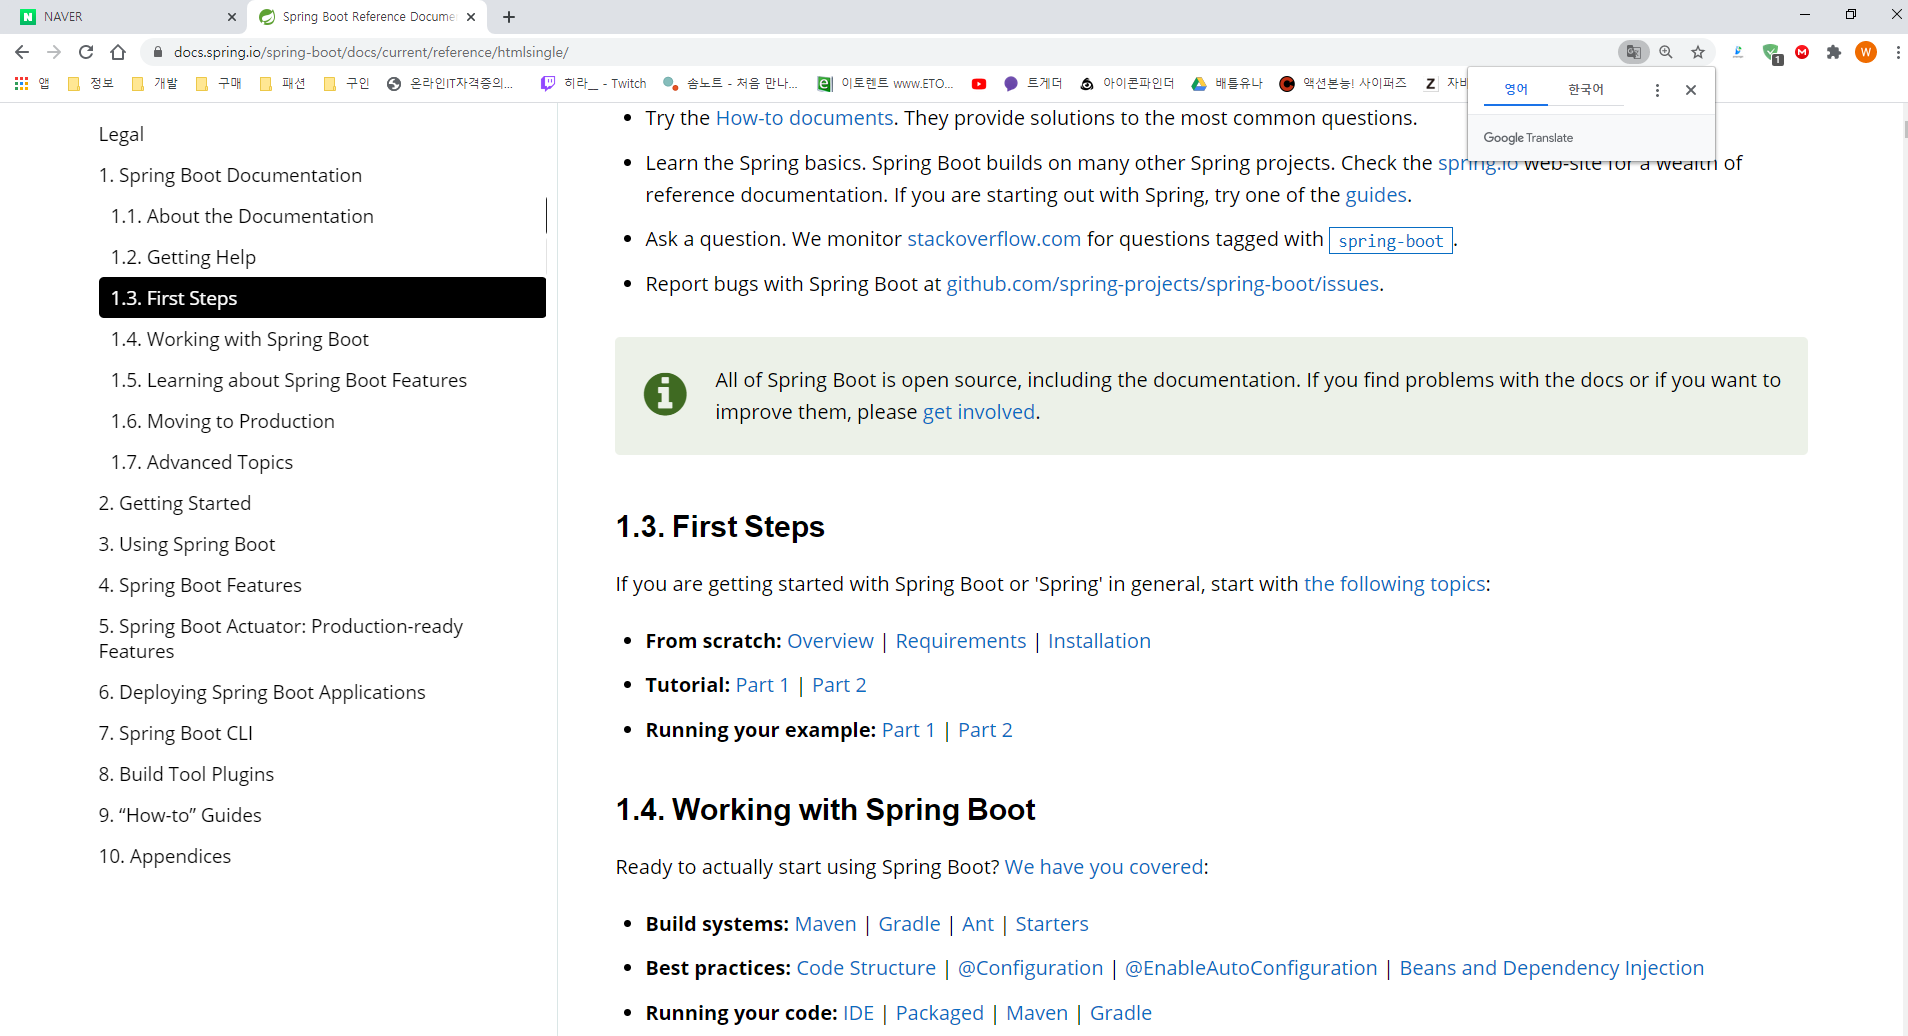 NAVER
Spring Boot Reference Docume
docs.spring.io/spring-boot/docs/current/reference/htmlsingle/
1
W
앱 정보 개발 구매 패션 구인 온라인IT자격증의... 히라__ - Twitch 솜노트 - 처음 만나... 이토렌트 www.ETO... 트게더 아이콘파인더 배틀유나 액션본능! 사이퍼즈 자바
영어 한국어
Google Translate
Legal
1. Spring Boot Documentation
1.1. About the Documentation
1.2. Getting Help
1.3. First Steps
1.4. Working with Spring Boot
1.5. Learning about Spring Boot Features
1.6. Moving to Production
1.7. Advanced Topics
2. Getting Started
3. Using Spring Boot
4. Spring Boot Features
5. Spring Boot Actuator: Production-ready
Features
6. Deploying Spring Boot Applications
7. Spring Boot CLI
8. Build Tool Plugins
9. “How-to” Guides
10. Appendices
Try the How-to documents. They provide solutions to the most common questions.
Learn the Spring basics. Spring Boot builds on many other Spring projects. Check the spring.io web-site for a wealth of
reference documentation. If you are starting out with Spring, try one of the guides.
Ask a question. We monitor stackoverflow.com for questions tagged with spring-boot.
Report bugs with Spring Boot at github.com/spring-projects/spring-boot/issues.
All of Spring Boot is open source, including the documentation. If you find problems with the docs or if you want to
improve them, please get involved.
1.3. First Steps
If you are getting started with Spring Boot or 'Spring' in general, start with the following topics:
From scratch: Overview | Requirements | Installation
Tutorial: Part 1 | Part 2
Running your example: Part 1 | Part 2
1.4. Working with Spring Boot
Ready to actually start using Spring Boot? We have you covered:
Build systems: Maven | Gradle | Ant | Starters
Best practices: Code Structure | @Configuration | @EnableAutoConfiguration | Beans and Dependency Injection
Running your code: IDE | Packaged | Maven | Gradle